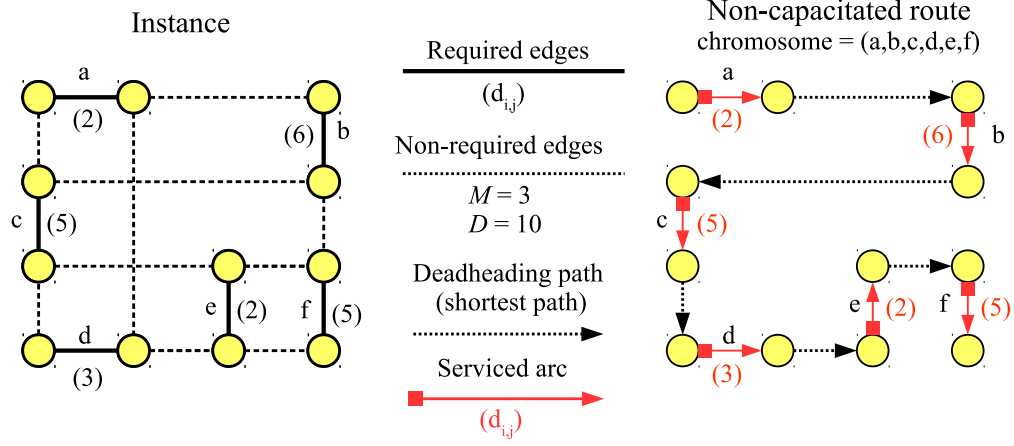 Instance
a
(2)
(6)
b
c
(5)
e
(2)
f
(5)
d
(3)
Required edges
(d_{i,j})
Non-required edges
M = 3
D = 10
Deadheading path
(shortest path)
Serviced arc
(d_{i,j})
Non-capacitated route
chromosome = (a,b,c,d,e,f)
a
(2)
(6)
b
c
(5)
e
(2)
f
(5)
d
(3)